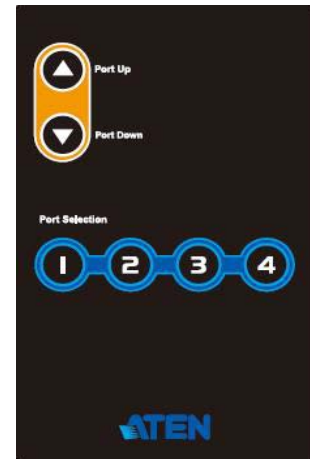 Port Up
Port Down
Port Selection
1 2 3 4
ATEN